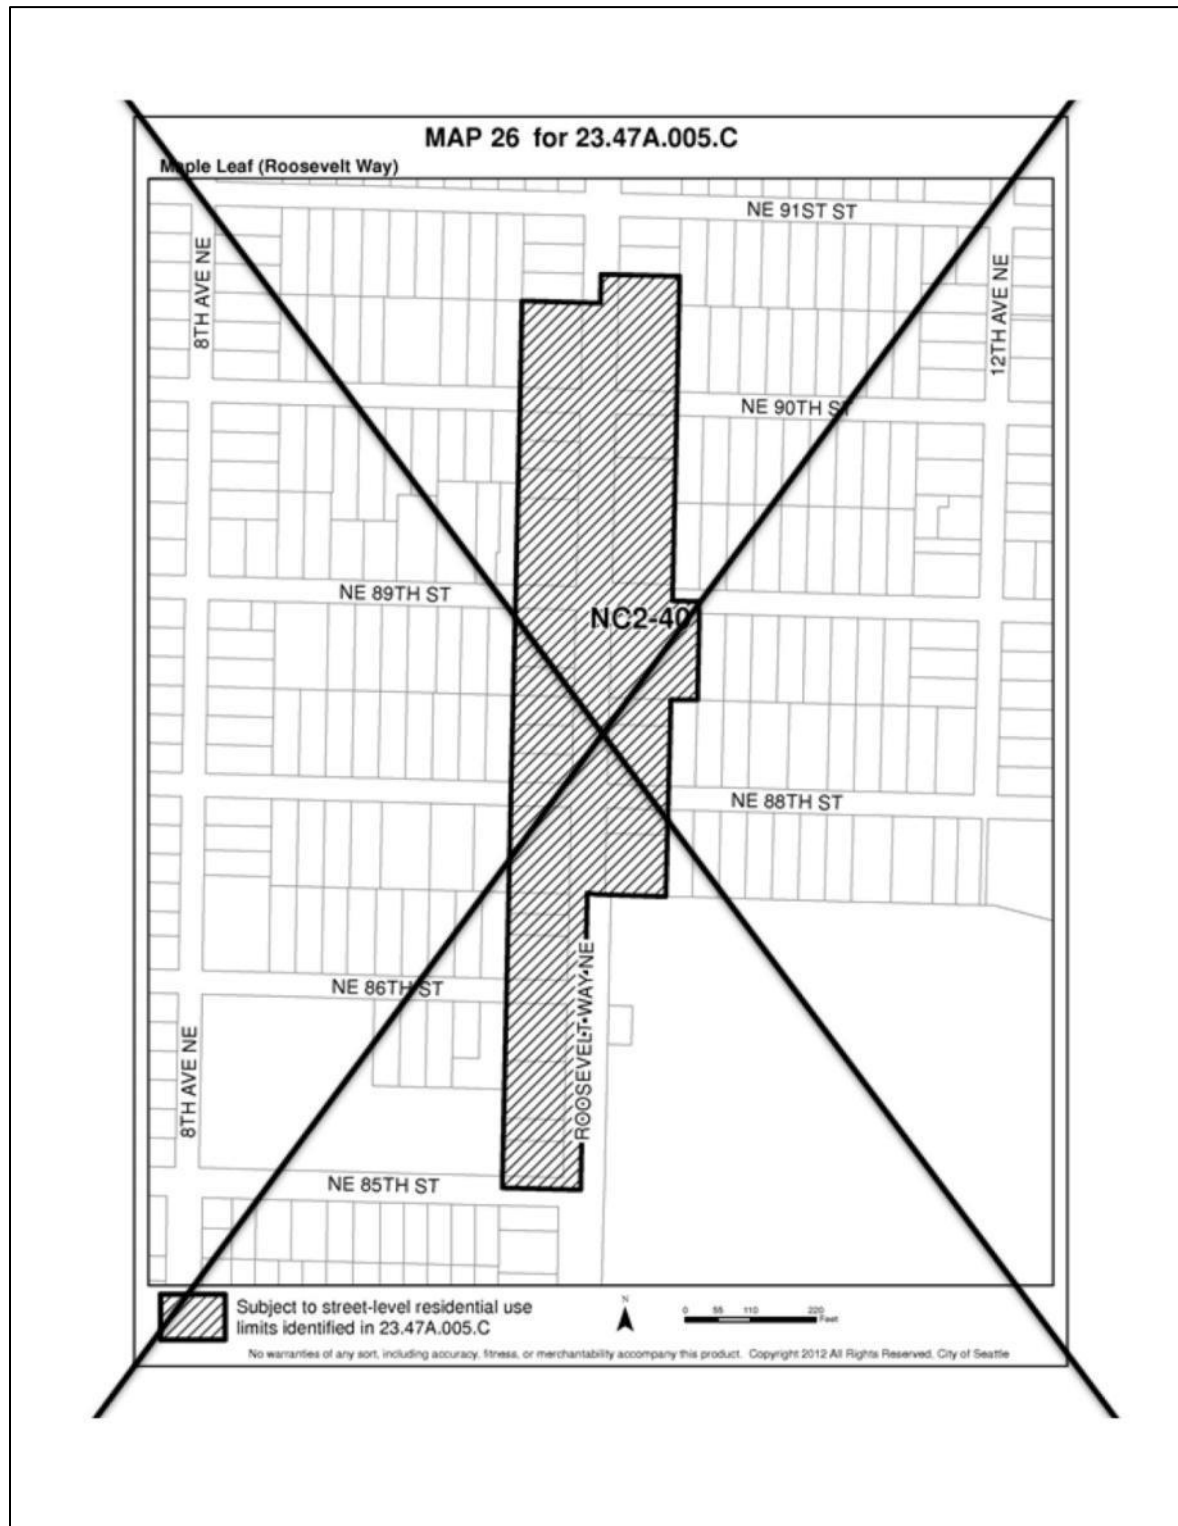 MAP 26 for 23.47A.005.C
Maple Leaf (Roosevelt Way)
NE 91ST ST
8TH AVE NE
12TH AVE NE
NE 90TH ST
NE 89TH ST
NC2-40
NE 88TH ST
ROOSEVELT WAY NE
NE 86TH ST
8TH AVE NE
NE 85TH ST
Subject to street-level residential use
limits identified in 23.47A.005.C
N
0 55 110 220
Feet
No warranties of any sort, including accuracy, fitness, or merchantability accompany this product. Copyright 2012 All Rights Reserved, City of Seattle